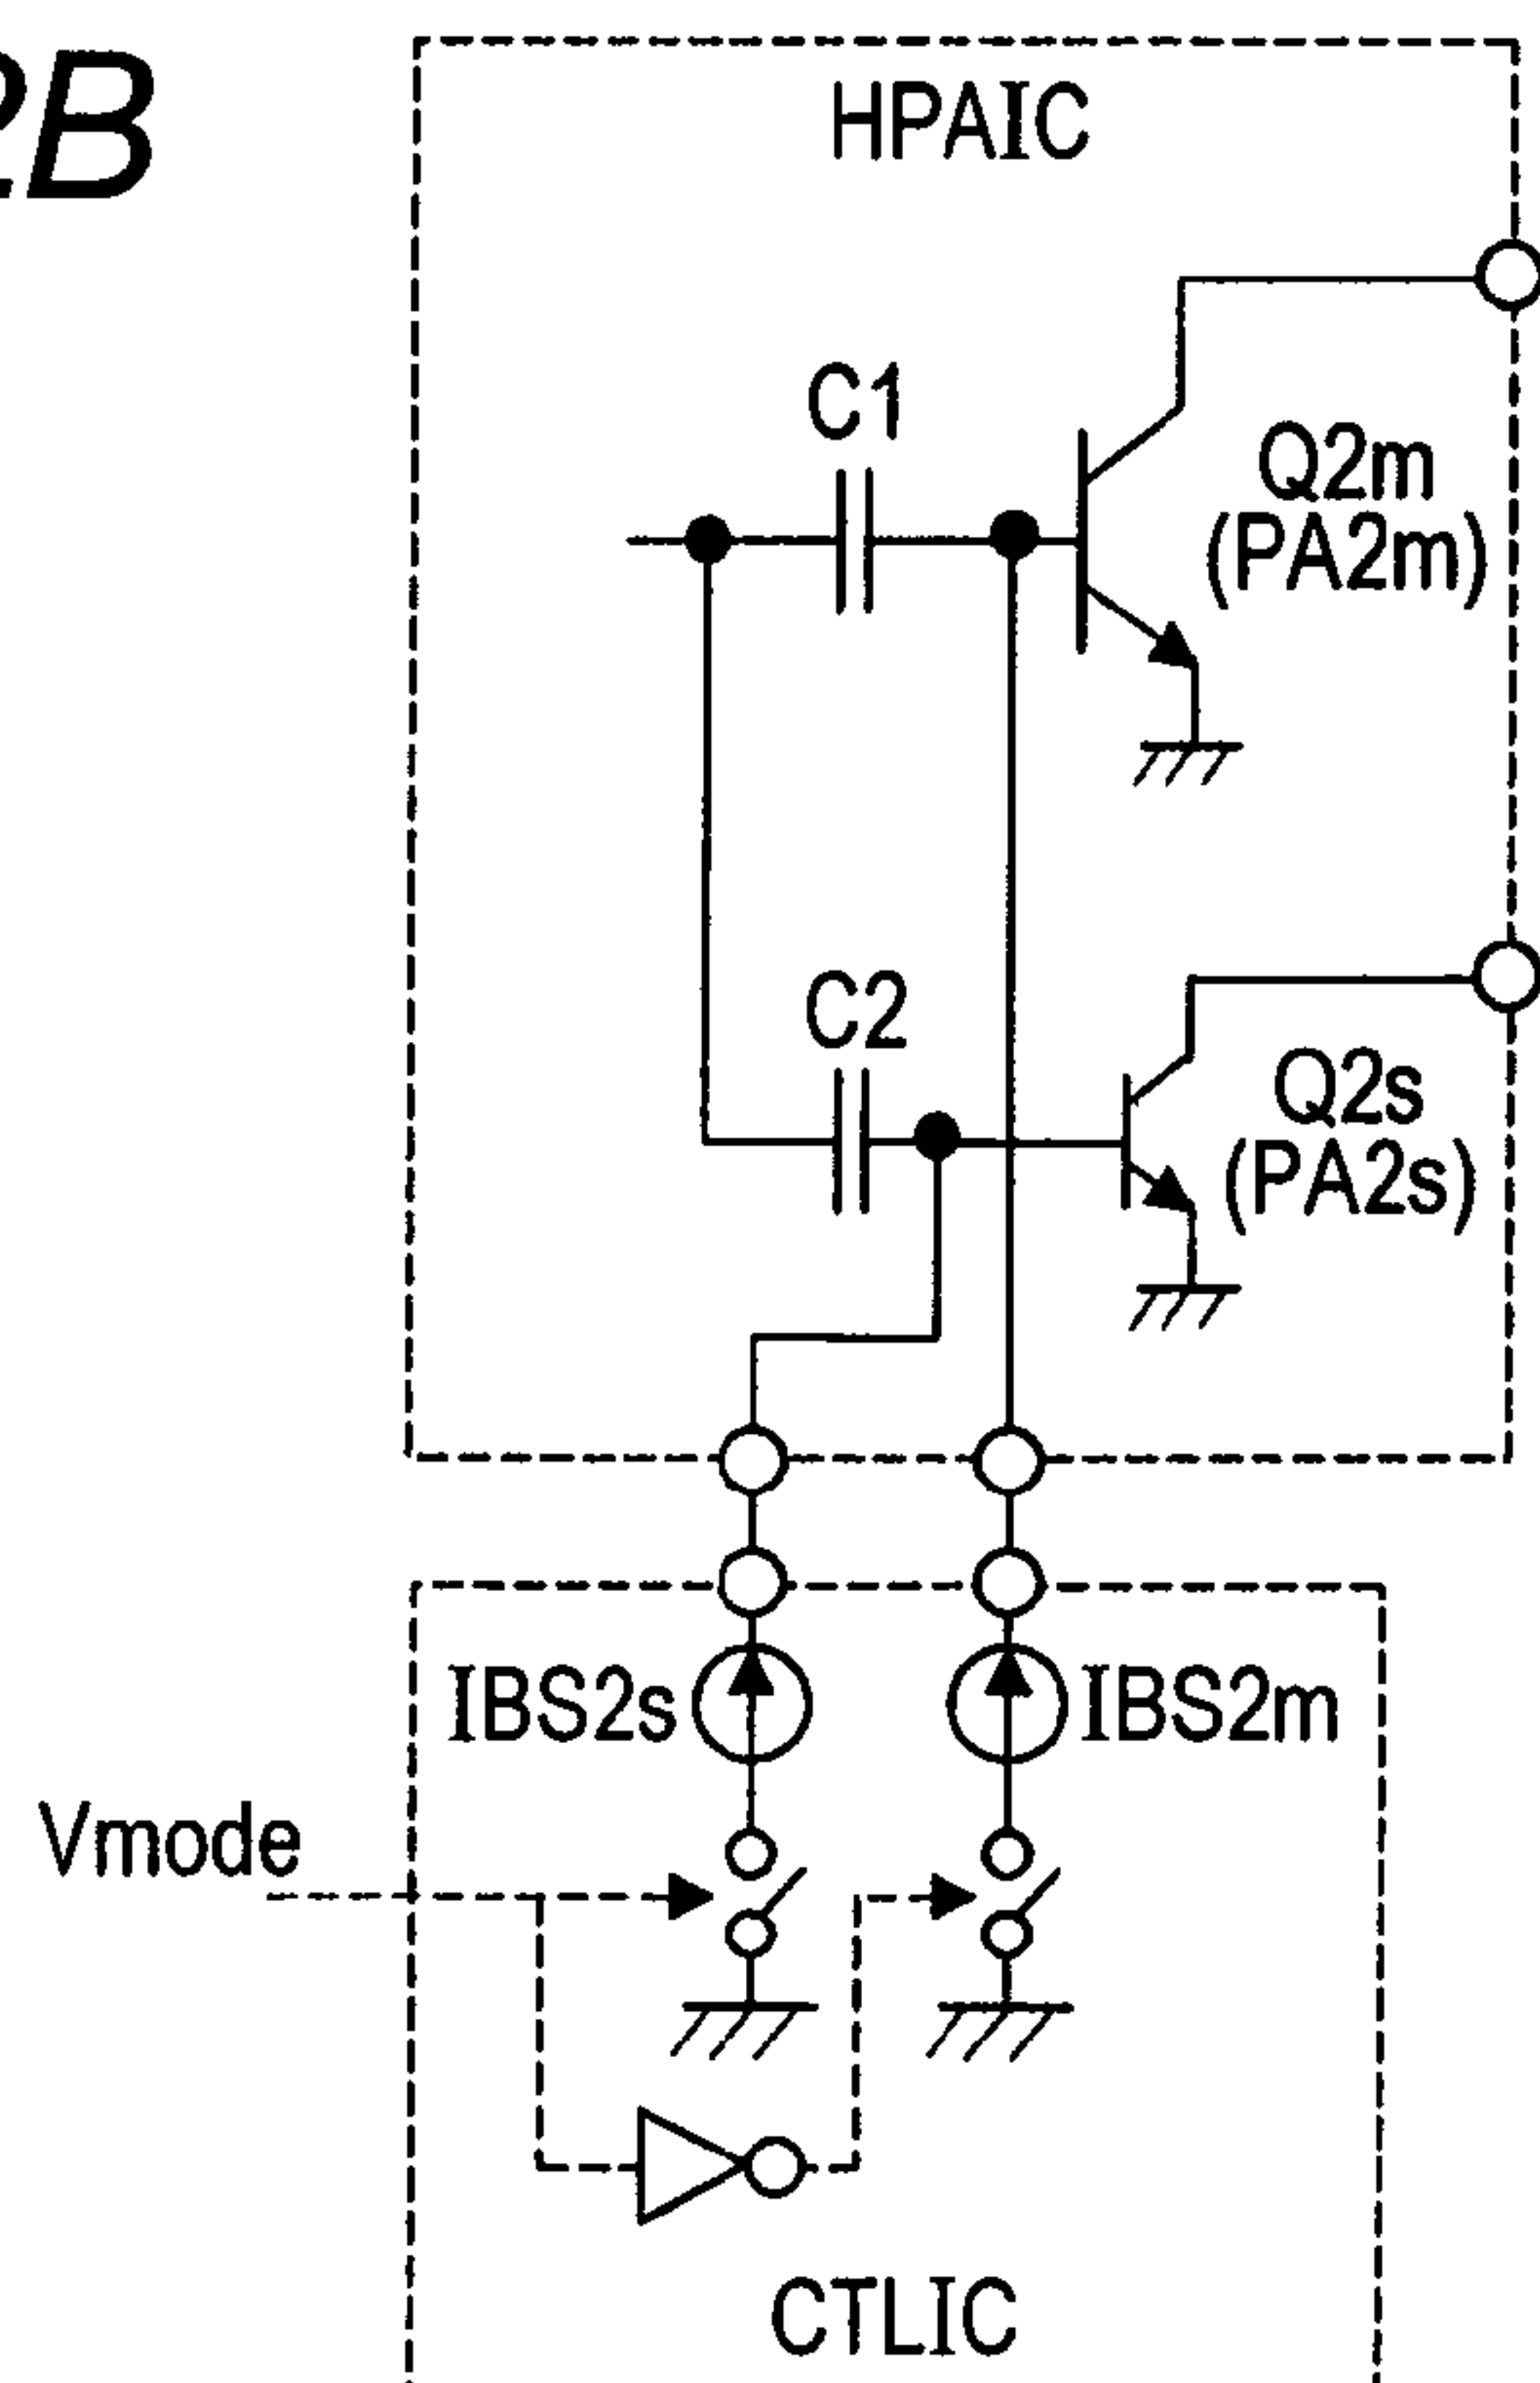 2B
HPAIC
C1
Q2m
(PA2m)
C2
Q2s
(PA2s)
IBS2s
IBS2m
Vmode
CTLIC